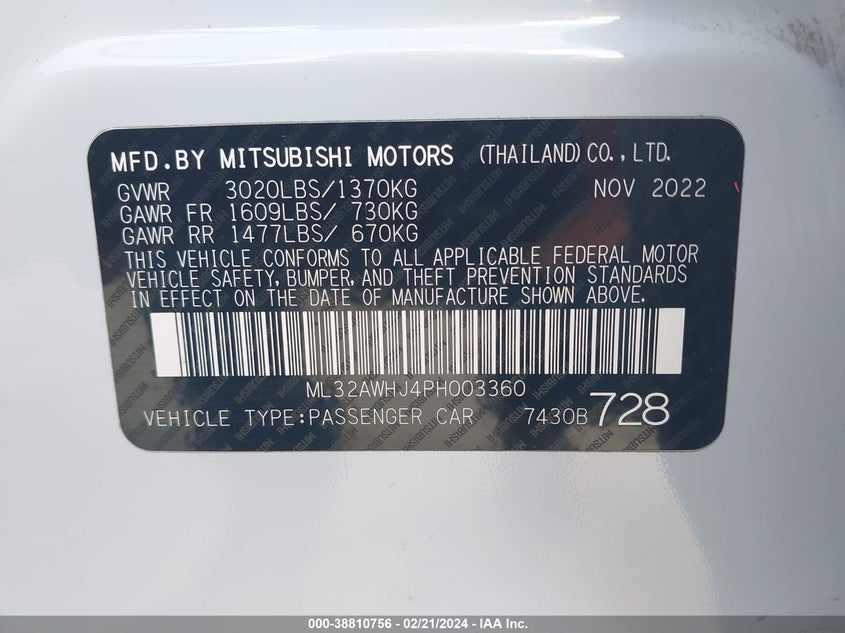 MFD.BY MITSUBISHI MOTORS (THAILAND) CO.,LTD.
GVWR 3020LBS/1370KG NOV 2022
GAWR FR 1609LBS/ 730KG
GAWR RR 1477LBS/ 670KG
THIS VEHICLE CONFORMS TO ALL APPLICABLE FEDERAL MOTOR
VEHICLE SAFETY, BUMPER, AND THEFT PREVENTION STANDARDS
IN EFFECT ON THE DATE OF MANUFACTURE SHOWN ABOVE.
ML32AWHJ4PH003360
VEHICLE TYPE:PASSENGER CAR 7430B 728
000-38810756 - 02/21/2024 - IAA Inc.